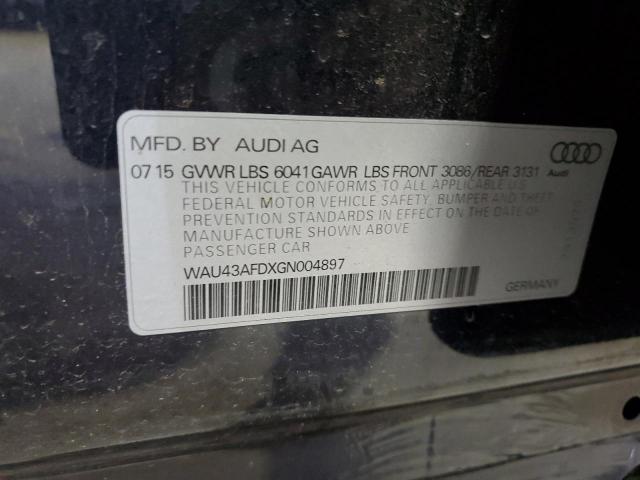 MFD. BY AUDI AG
07 15 GVWR LBS 6041 GAWR LBS FRONT 3086/REAR 3131
Audi
THIS VEHICLE CONFORMS TO ALL APPLICABLE U.S.
FEDERAL MOTOR VEHICLE SAFETY, BUMPER AND THEFT
PREVENTION STANDARDS IN EFFECT ON THE DATE OF
MANUFACTURE SHOWN ABOVE
PASSENGER CAR
WAU43AFDXGN004897
GERMANY